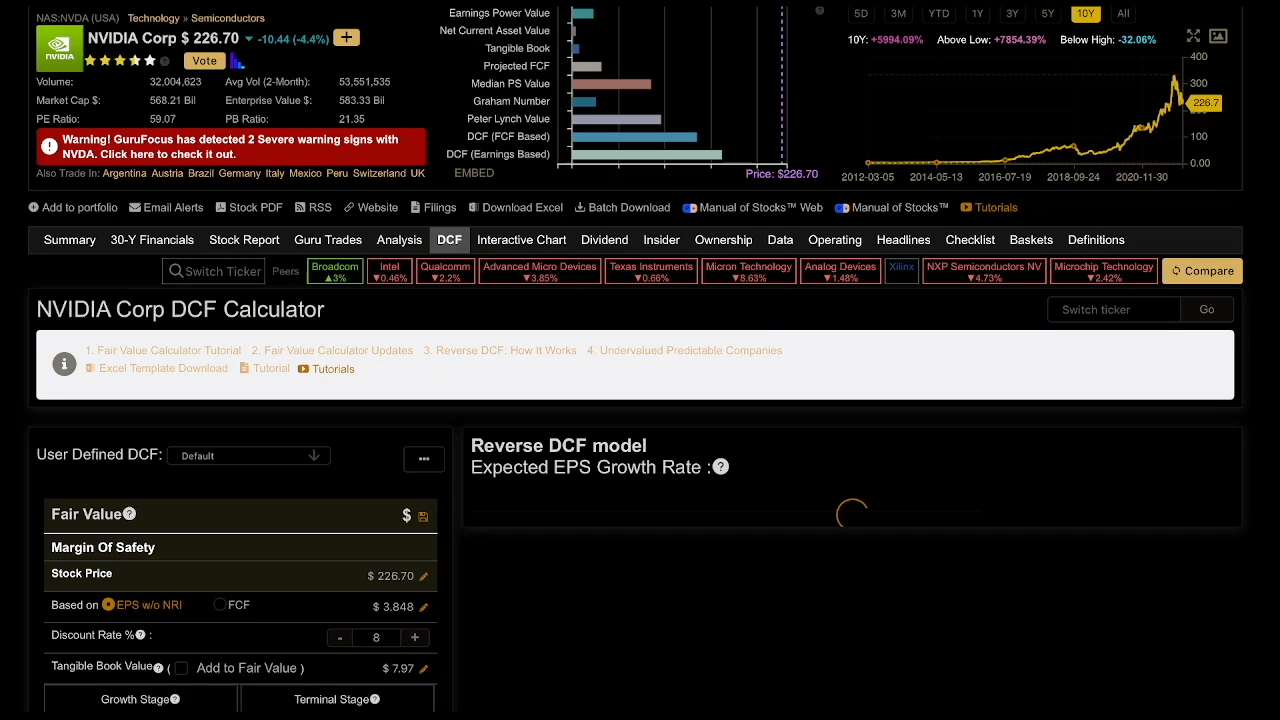 NAS:NVDA (USA) Technology » Semiconductors
NVIDIA Corp $ 226.70 -10.44 (-4.4%) +
NVIDIA
Vote
Volume: 32,004,623 Avg Vol (2-Month): 53,551,535
Market Cap $: 568.21 Bil Enterprise Value $: 583.33 Bil
PE Ratio: 59.07 PB Ratio: 21.35
Warning! GuruFocus has detected 2 Severe warning signs with
NVDA. Click here to check it out.
Also Trade In: Argentina Austria Brazil Germany Italy Mexico Peru Switzerland UK
Earnings Power Value
Net Current Asset Value
Tangible Book
Projected FCF
Median PS Value
Graham Number
Peter Lynch Value
DCF (FCF Based)
DCF (Earnings Based)
EMBED
Price: $226.70
5D 3M YTD 1Y 3Y 5Y 10Y All
10Y: +5994.09% Above Low: +7854.39% Below High: -32.06%
400
300
226.7
100
0.00
2012-03-05 2014-05-13 2016-07-19 2018-09-24 2020-11-30
Add to portfolio Email Alerts Stock PDF RSS Website Filings Download Excel Batch Download Manual of Stocks™ Web Manual of Stocks™ Tutorials
Summary 30-Y Financials Stock Report Guru Trades Analysis DCF Interactive Chart Dividend Insider Ownership Data Operating Headlines Checklist Baskets Definitions
Switch Ticker Peers Broadcom Intel Qualcomm Advanced Micro Devices Texas Instruments Micron Technology Analog Devices Xilinx NXP Semiconductors NV Microchip Technology Compare
▲3% ▼0.46% ▼2.2% ▼3.85% ▼0.66% ▼8.63% ▼1.48% ▼4.73% ▼2.42%
NVIDIA Corp DCF Calculator Switch ticker Go
1. Fair Value Calculator Tutorial 2. Fair Value Calculator Updates 3. Reverse DCF: How It Works 4. Undervalued Predictable Companies
Excel Template Download Tutorial Tutorials
User Defined DCF: Default ...
Fair Value $
Margin Of Safety
Stock Price $ 226.70
Based on EPS w/o NRI FCF $ 3.848
Discount Rate % : - 8 +
Tangible Book Value ( Add to Fair Value ) $ 7.97
Growth Stage Terminal Stage
Reverse DCF model
Expected EPS Growth Rate :